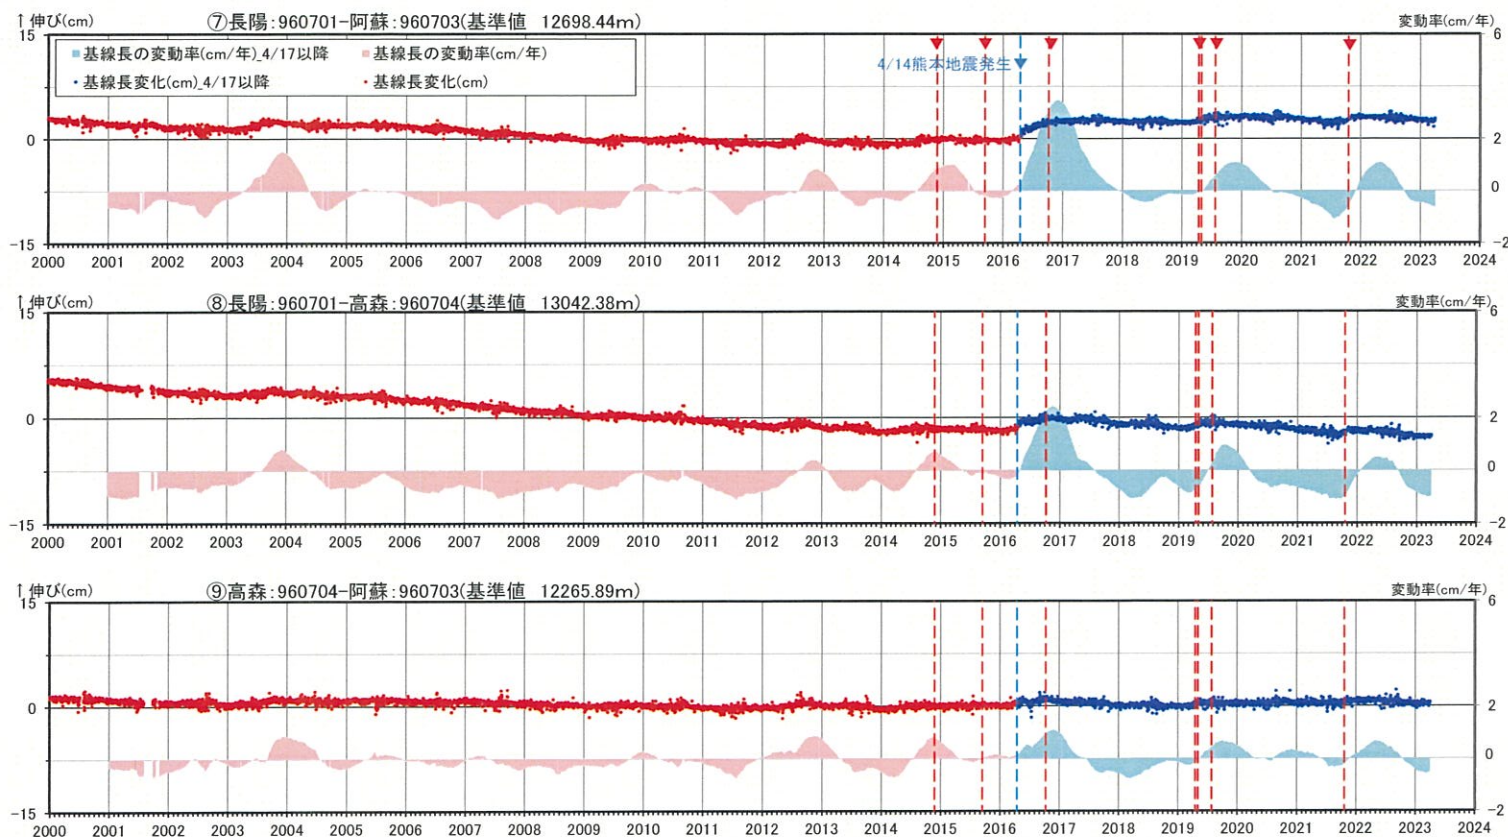 ↑伸び(cm) ⑦長陽:960701-阿蘇:960703(基準値 12698.44m) 変動率(cm/年)
15 6
基線長の変動率(cm/年)_4/17以降 基線長の変動率(cm/年)
基線長変化(cm)_4/17以降 基線長変化(cm)
4/14熊本地震発生
0 2
0
-15 -2
2000 2001 2002 2003 2004 2005 2006 2007 2008 2009 2010 2011 2012 2013 2014 2015 2016 2017 2018 2019 2020 2021 2022 2023 2024
↑伸び(cm) ⑧長陽:960701-高森:960704(基準値 13042.38m) 変動率(cm/年)
15 6
0 2
0
-15 -2
2000 2001 2002 2003 2004 2005 2006 2007 2008 2009 2010 2011 2012 2013 2014 2015 2016 2017 2018 2019 2020 2021 2022 2023 2024
↑伸び(cm) ⑨高森:960704-阿蘇:960703(基準値 12265.89m) 変動率(cm/年)
15 6
0 2
0
-15 -2
2000 2001 2002 2003 2004 2005 2006 2007 2008 2009 2010 2011 2012 2013 2014 2015 2016 2017 2018 2019 2020 2021 2022 2023 2024